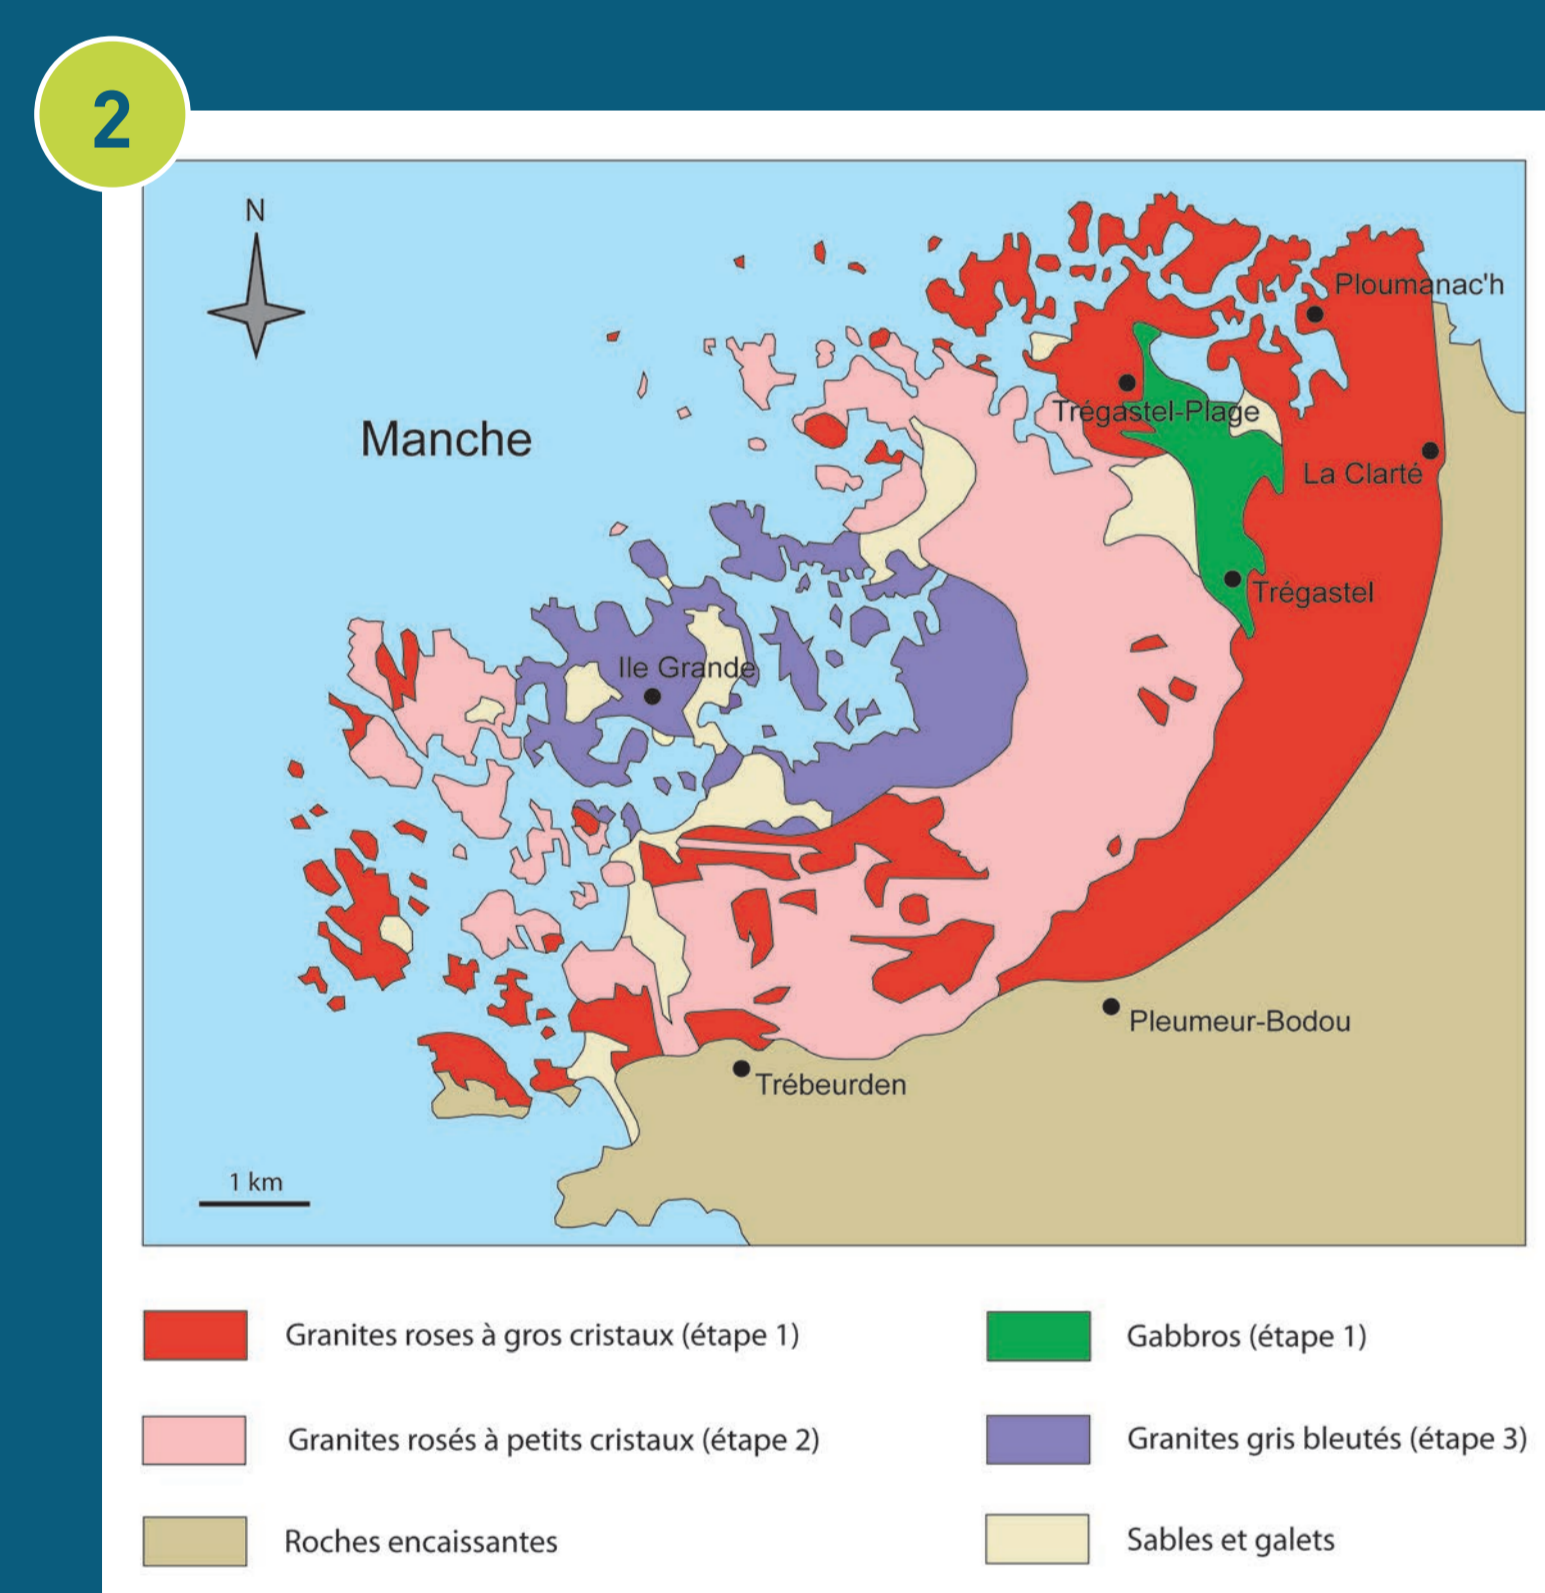 2
N
Ploumanac'h
Manche
Trégastel-Plage
La Clarté
Trégastel
Ile Grande
Pleumeur-Bodou
Trébeurden
1 km
Granites roses à gros cristaux (étape 1)
Gabbros (étape 1)
Granites rosés à petits cristaux (étape 2)
Granites gris bleutés (étape 3)
Roches encaissantes
Sables et galets